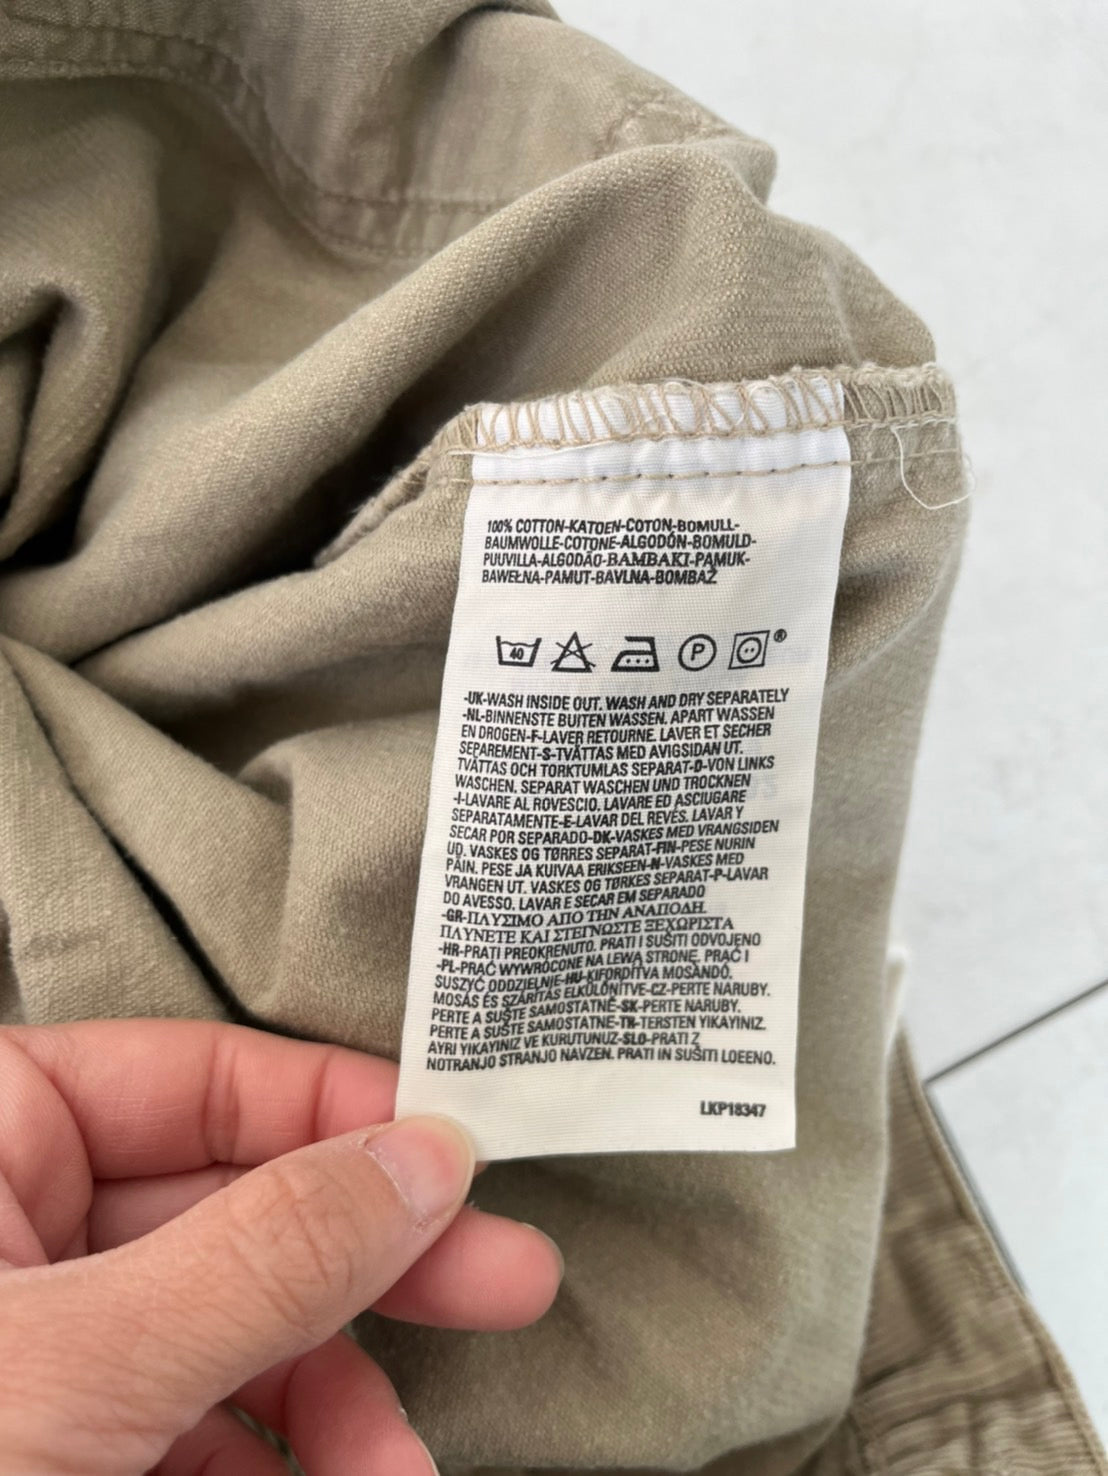 100% COTTON-KATOEN-COTON-BOMULL-
BAUMWOLLE-COTONE-ALGODÓN-BOMULD-
PUUVILLA-ALGODÃO-BAMBAKI-PAMUK-
BAWEŁNA-PAMUT-BAVLNA-BOMBAŽ
40 P ®
-UK-WASH INSIDE OUT. WASH AND DRY SEPARATELY
-NL-BINNENSTE BUITEN WASSEN. APART WASSEN
EN DROGEN-F-LAVER RETOURNE. LAVER ET SECHER
SEPAREMENT-S-TVÄTTAS MED AVIGSIDAN UT.
TVÄTTAS OCH TORKTUMLAS SEPARAT-D-VON LINKS
WASCHEN. SEPARAT WASCHEN UND TROCKNEN
-I-LAVARE AL ROVESCIO. LAVARE ED ASCIUGARE
SEPARATAMENTE-E-LAVAR DEL REVÉS. LAVAR Y
SECAR POR SEPARADO-DK-VASKES MED VRANGSIDEN
UD. VASKES OG TØRRES SEPARAT-FIN-PESE NURIN
PÄIN. PESE JA KUIVAA ERIKSEEN-N-VASKES MED
VRANGEN UT. VASKES OG TØRKES SEPARAT-P-LAVAR
DO AVESSO. LAVAR E SECAR EM SEPARADO
-GR-ΠΛΥΣΙΜΟ ΑΠΟ ΤΗΝ ΑΝΑΠΟΔΗ.
ΠΛΥΝΕΤΕ ΚΑΙ ΣΤΕΓΝΩΣΤΕ ΞΕΧΩΡΙΣΤΑ
-HR-PRATI PREOKRENUTO. PRATI I SUŠITI ODVOJENO
-PL-PRAĆ WYWRÓCONE NA LEWĄ STRONĘ. PRAĆ I
SUSZYĆ ODDZIELNIE-HU-KIFORDÍTVA MOSANDÓ.
MOSÁS ÉS SZÁRÍTÁS ELKÜLÖNÍTVE-CZ-PERTE NARUBY.
PERTE A SUŠTE SAMOSTATNĚ-SK-PERTE NARUBY.
PERTE A SUŠTE SAMOSTATNE-TR-TERSTEN YIKAYINIZ.
AYRI YIKAYINIZ VE KURUTUNUZ-SLO-PRATI Z
NOTRANJO STRANJO NAVZEN. PRATI IN SUŠITI LOEENO.
LKP18347